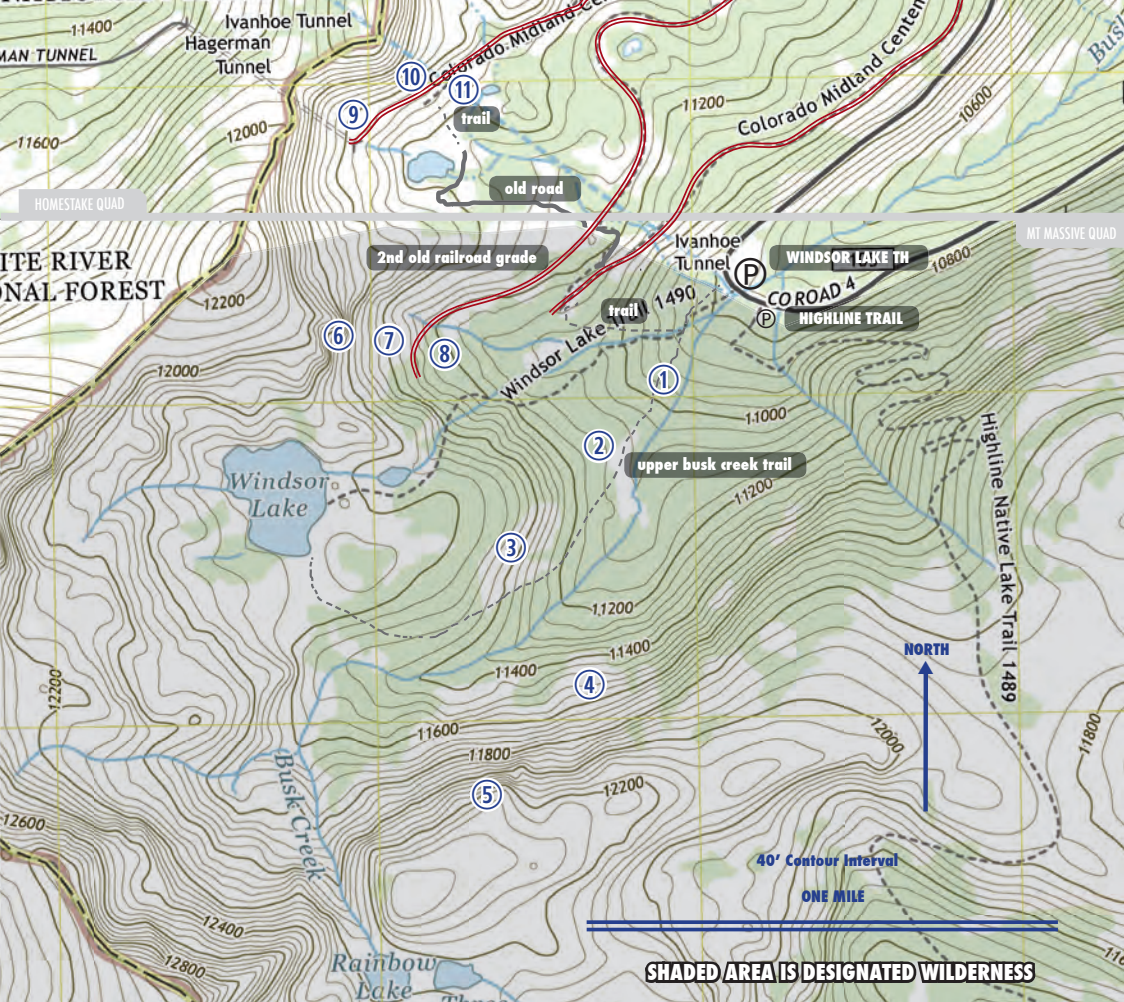 11400
Ivanhoe Tunnel
Hagerman
Tunnel
MAN TUNNEL
10
Colorado Midland Cen
11
9
trail
11200
Colorado Midland Centen
10600
Bus
12000
11600
old road
HOMESTAKE QUAD
MT MASSIVE QUAD
ITE RIVER
ONAL FOREST
2nd old railroad grade
Ivanhoe
Tunnel
WINDSOR LAKE TH
P
10800
CO ROAD 4
12200
trail
Windsor Lake Trail 1490
P
HIGHLINE TRAIL
6
7
8
12000
1
11000
2
upper busk creek trail
Highline Native Lake Trail 1489
Windsor
Lake
11200
3
11200
11400
NORTH
11400
4
12200
11600
12000
11800
11800
Busk Creek
5
12200
12600
40' Contour Interval
ONE MILE
12400
12800
Rainbow
Lake
SHADED AREA IS DESIGNATED WILDERNESS